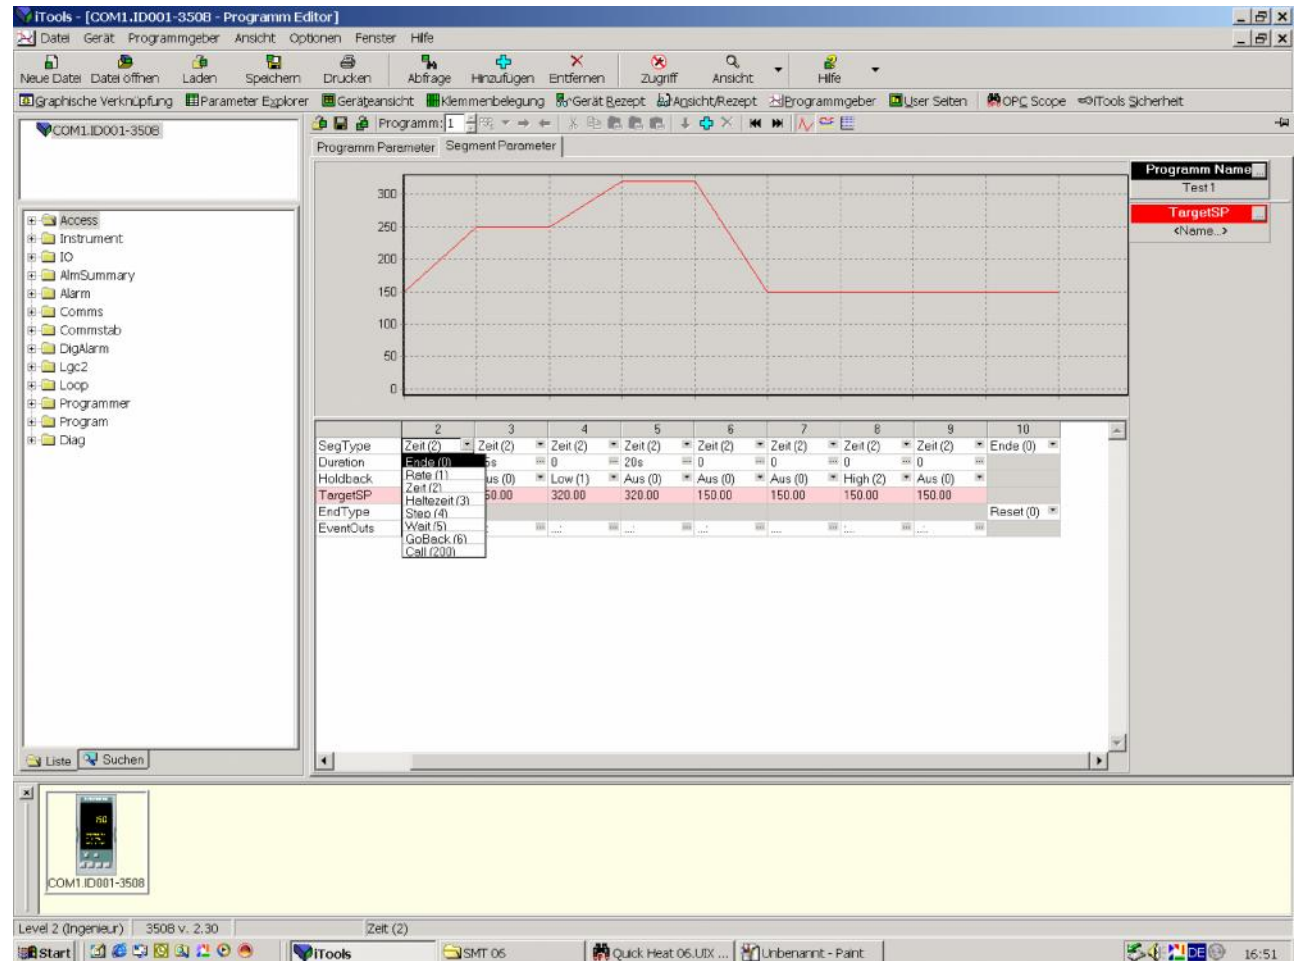 iTools - [COM1.ID001-3508 - Programm Editor]
Datei Gerät Programmgeber Ansicht Optionen Fenster Hilfe
Neue Datei Datei öffnen Laden Speichern Drucken Abfrage Hinzufügen Entfernen Zugriff Ansicht Hilfe
Graphische Verknüpfung Parameter Explorer Geräteansicht Klemmenbelegung Gerät Rezept Ansicht/Rezept Programmgeber User Seiten OPC Scope iTools Sicherheit
COM1.ID001-3508
Programm: 1
Programm Parameter Segment Parameter
Access
Instrument
IO
AlmSummary
Alarm
Comms
Commstab
DigAlarm
Lgc2
Loop
Programmer
Program
Diag
300
250
200
150
100
50
0
Programm Name ...
Test1
TargetSP ...
<Name...>
2 3 4 5 6 7 8 9 10
SegType Zeit (2) Zeit (2) Zeit (2) Zeit (2) Zeit (2) Zeit (2) Zeit (2) Zeit (2) Ende (0)
Duration 0 20s 0 0 0 0
Holdback Aus (0) Low (1) Aus (0) Aus (0) Aus (0) High (2) Aus (0)
TargetSP 50.00 320.00 320.00 150.00 150.00 150.00 150.00
EndType Reset (0)
EventOuts
Ende (0)
Rate (1)
Zeit (2)
Haltezeit (3)
Step (4)
Wait (5)
GoBack (6)
Call (200)
Liste Suchen
150
COM1.ID001-3508
Level 2 (Ingenieur) 3508 v. 2.30 Zeit (2)
Start iTools SMT 06 Quick Heat 06.UIX ... Unbenannt - Paint DE 16:51